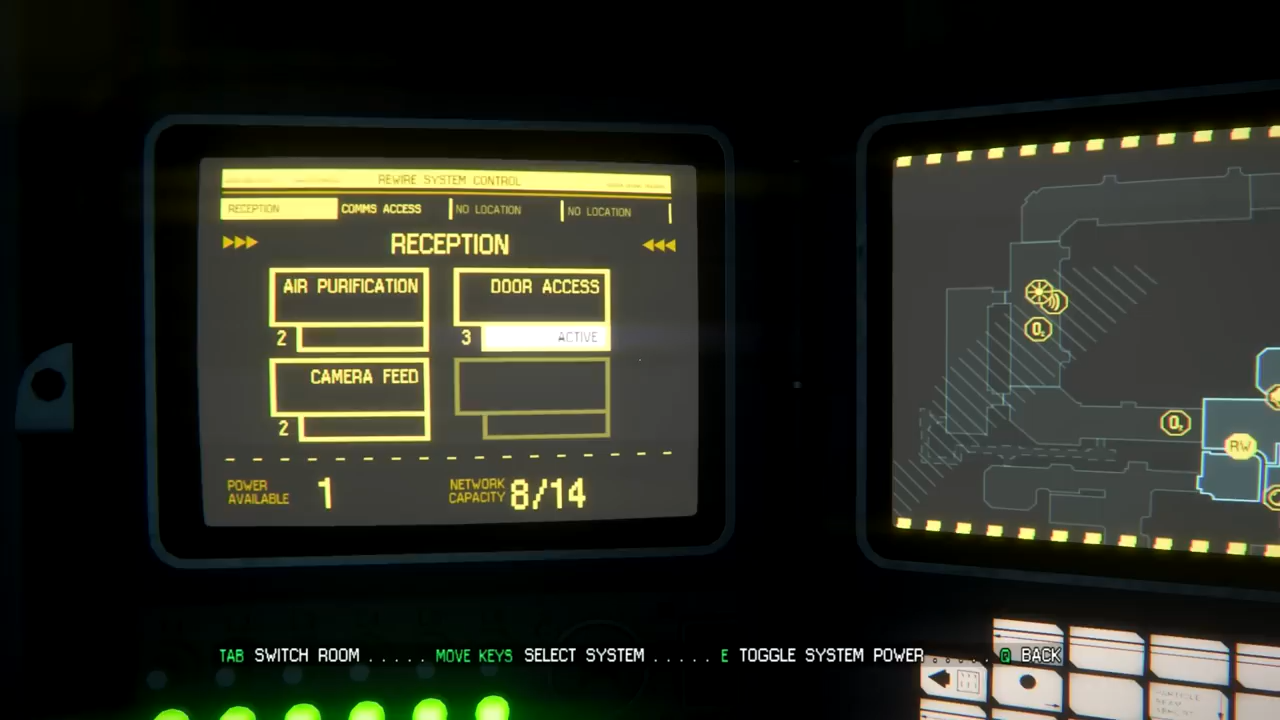 REWIRE SYSTEM CONTROL
RECEPTION COMMS ACCESS NO LOCATION NO LOCATION
RECEPTION
AIR PURIFICATION DOOR ACCESS
2 3 ACTIVE
CAMERA FEED
2
POWER AVAILABLE 1 NETWORK CAPACITY 8/14
O₂
O₂
RW
TAB SWITCH ROOM ..... MOVE KEYS SELECT SYSTEM ..... E TOGGLE SYSTEM POWER ..... Q BACK